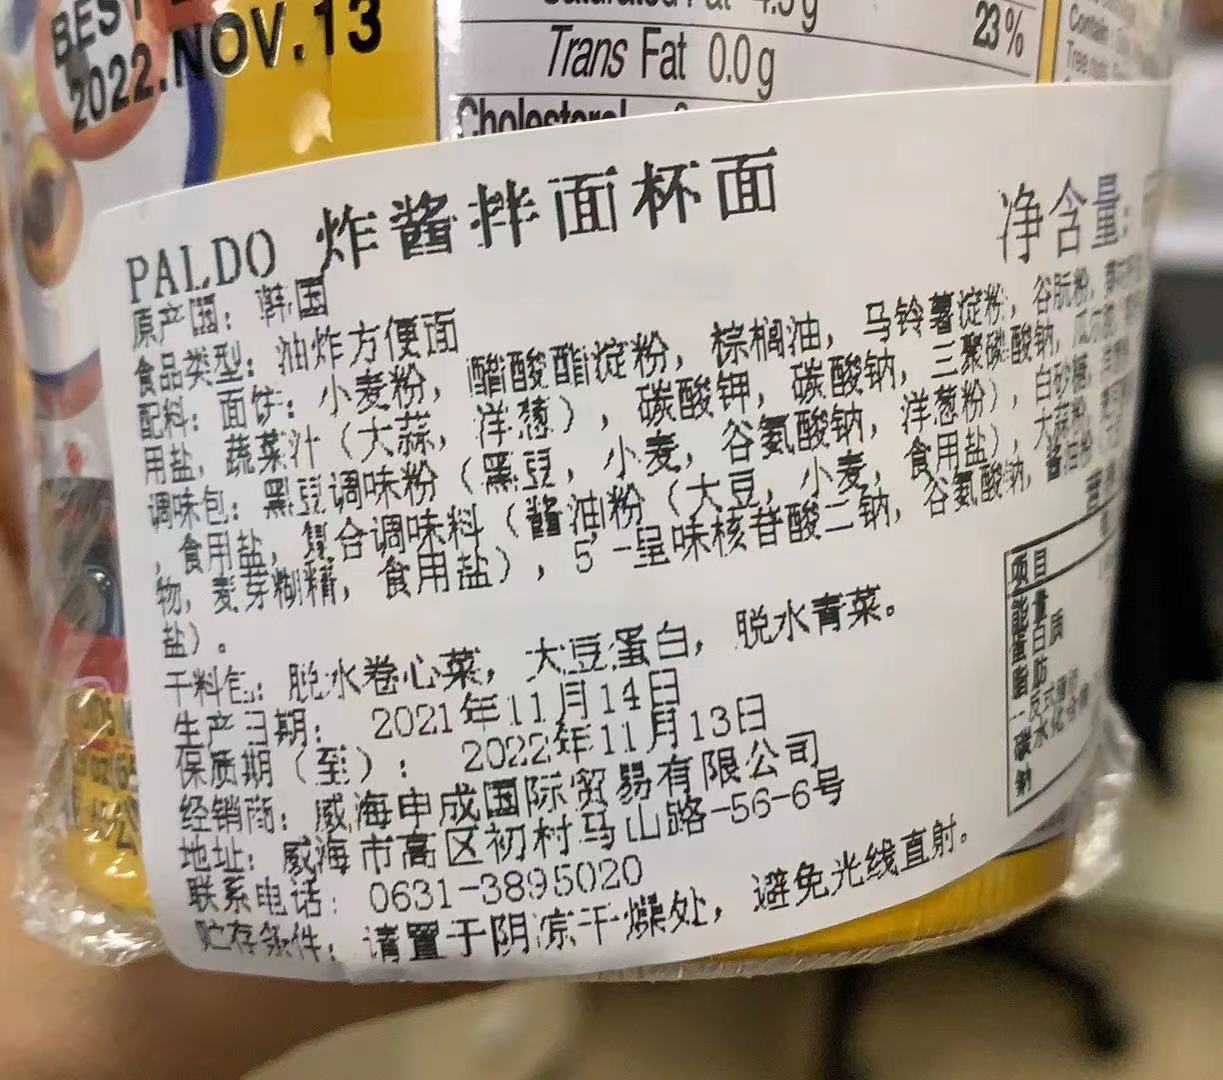 BEST
2022.NOV.13
4.5g
23%
Trans Fat 0.0g
Cholesterol
Contain
Tree
PALDO 炸酱拌面杯面
净含量:
原产国: 韩国
食品类型: 油炸方便面
配料: 面饼: 小麦粉, 醋酸酯淀粉, 棕榈油, 马铃薯淀粉, 谷朊粉,
用盐, 蔬菜汁（大蒜, 洋葱）, 碳酸钾, 碳酸钠, 三聚磷酸钠,
调味包: 黑豆调味粉（黑豆, 小麦, 谷氨酸钠, 洋葱粉）, 白砂糖,
, 食用盐, 复合调味料（酱油粉（大豆, 小麦, 食用盐）, 大蒜粉,
物, 麦芽糊精, 食用盐）, 5'-呈味核苷酸二钠, 谷氨酸钠,
盐）。
干料包: 脱水卷心菜, 大豆蛋白, 脱水青菜。
生产日期: 2021年11月14日
保质期（至）: 2022年11月13日
经销商: 威海申成国际贸易有限公司
地址: 威海市高区初村马山路-56-6号
联系电话: 0631-3895020
贮存条件: 请置于阴凉干燥处, 避免光线直射。
项目
能量
蛋白质
脂肪
钠